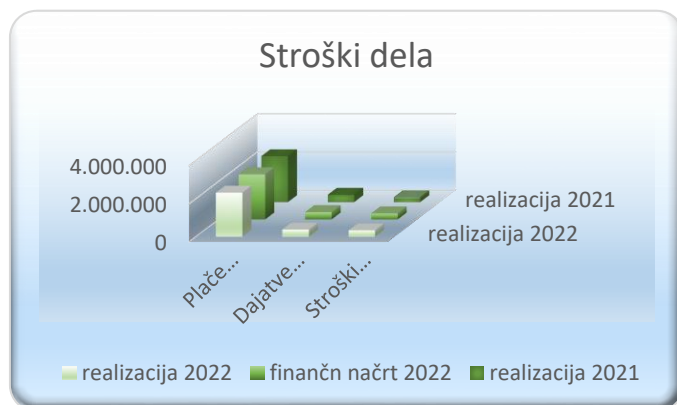 Stroški dela
4.000.000
2.000.000
0
realizacija 2021
realizacija 2022
Plače...
Dajatve...
Stroški...
realizacija 2022
finančn načrt 2022
realizacija 2021